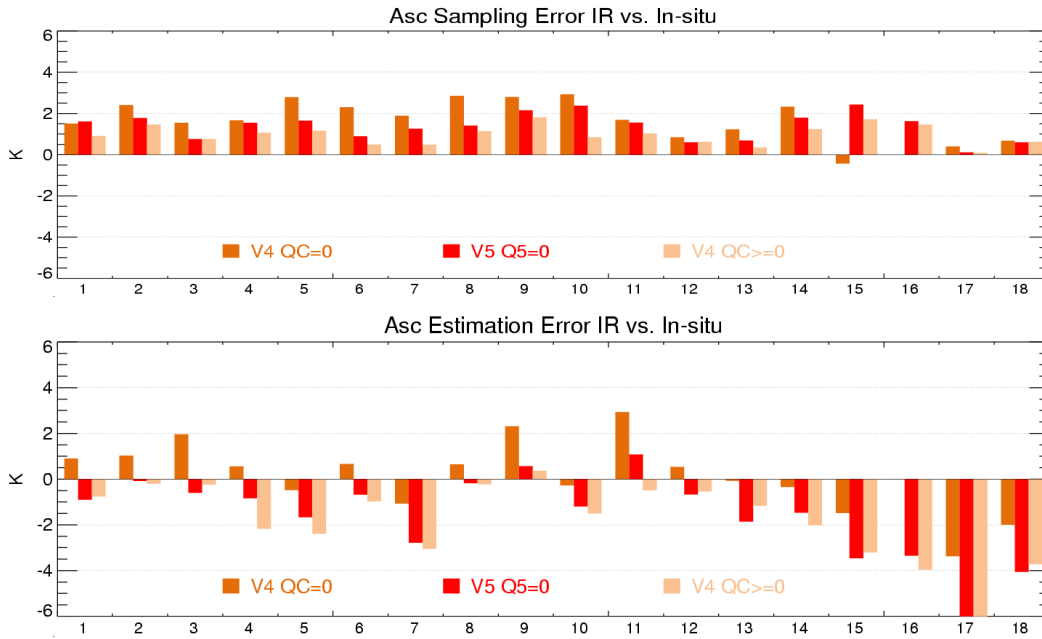 Asc Sampling Error IR vs. In-situ
6
4
2
0
-2
-4
-6
K
V4 QC=0 V5 Q5=0 V4 QC>=0
1 2 3 4 5 6 7 8 9 10 11 12 13 14 15 16 17 18
Asc Estimation Error IR vs. In-situ
6
4
2
0
-2
-4
-6
K
V4 QC=0 V5 Q5=0 V4 QC>=0
1 2 3 4 5 6 7 8 9 10 11 12 13 14 15 16 17 18